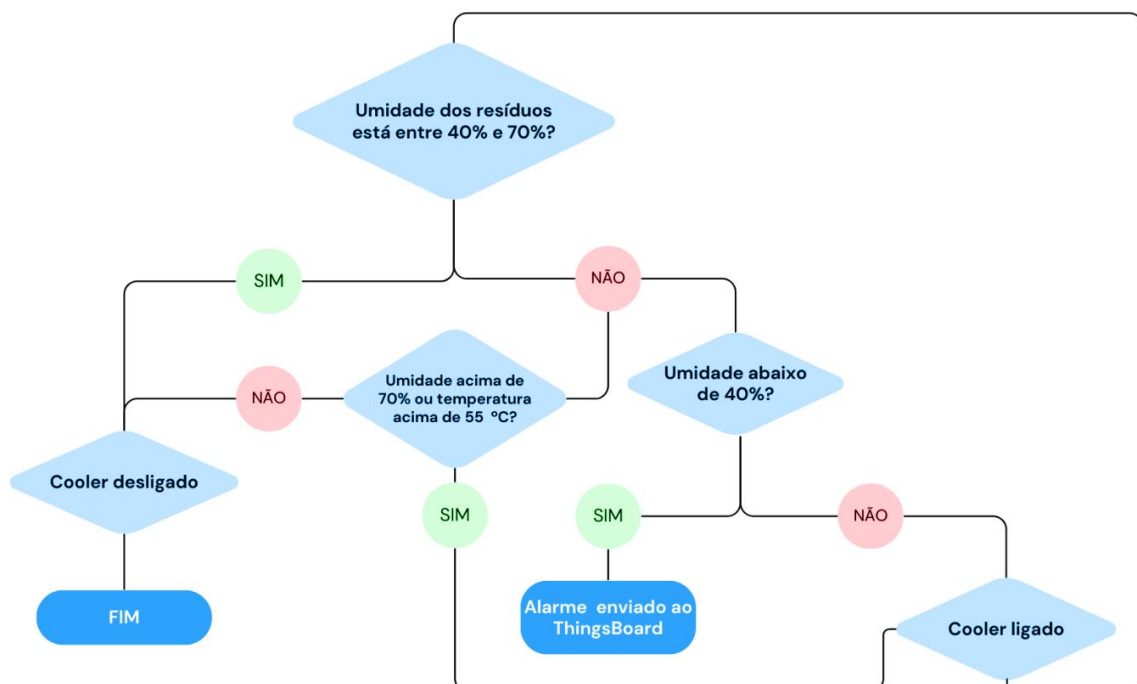 Umidade dos resíduos
está entre 40% e 70%?
SIM
NÃO
Umidade acima de
70% ou temperatura
acima de 55 ºC?
NÃO
Umidade abaixo
de 40%?
Cooler desligado
SIM
SIM
NÃO
FIM
Alarme enviado ao
ThingsBoard
Cooler ligado